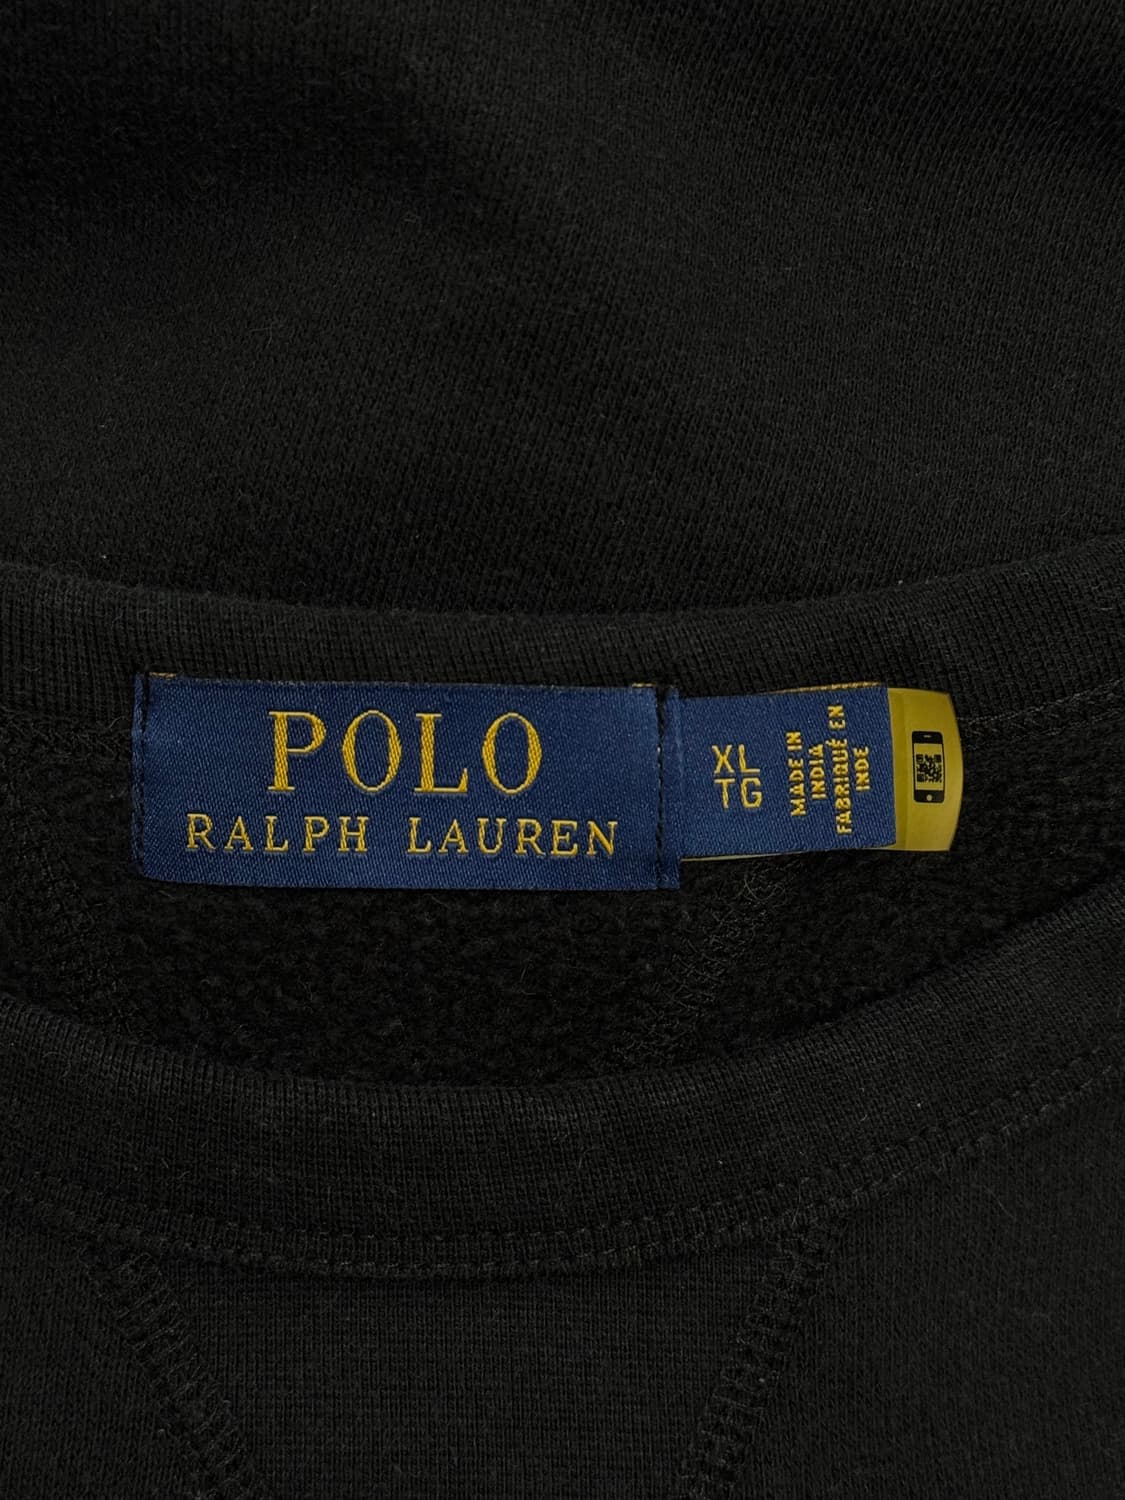 POLO
RALPH LAUREN
XL
TG
MADE IN
INDIA
FABRIQUÉ EN
INDE